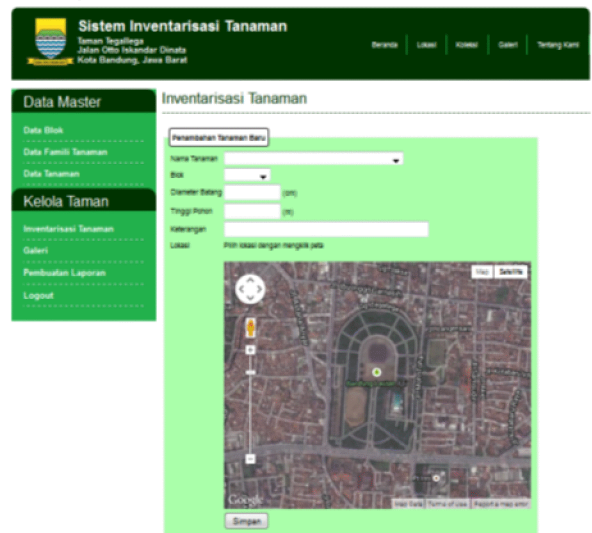 Sistem Inventarisasi Tanaman
Taman Tegallega
Jalan Otto Iskandar Dinata
Kota Bandung, Jawa Barat
Beranda
Lokasi
Koleksi
Galeri
Tentang Kami
Data Master
Data Blok
Data Famili Tanaman
Data Tanaman
Kelola Taman
Inventarisasi Tanaman
Galeri
Pembuatan Laporan
Logout
Inventarisasi Tanaman
Penambahan Tanaman Baru
Nama Tanaman
Blok
Diameter Batang (cm)
Tinggi Pohon (m)
Keterangan
Lokasi Pilih lokasi dengan mengklik peta
Map Satellite
Google
Map Data Terms of Use Report a map error
Simpan